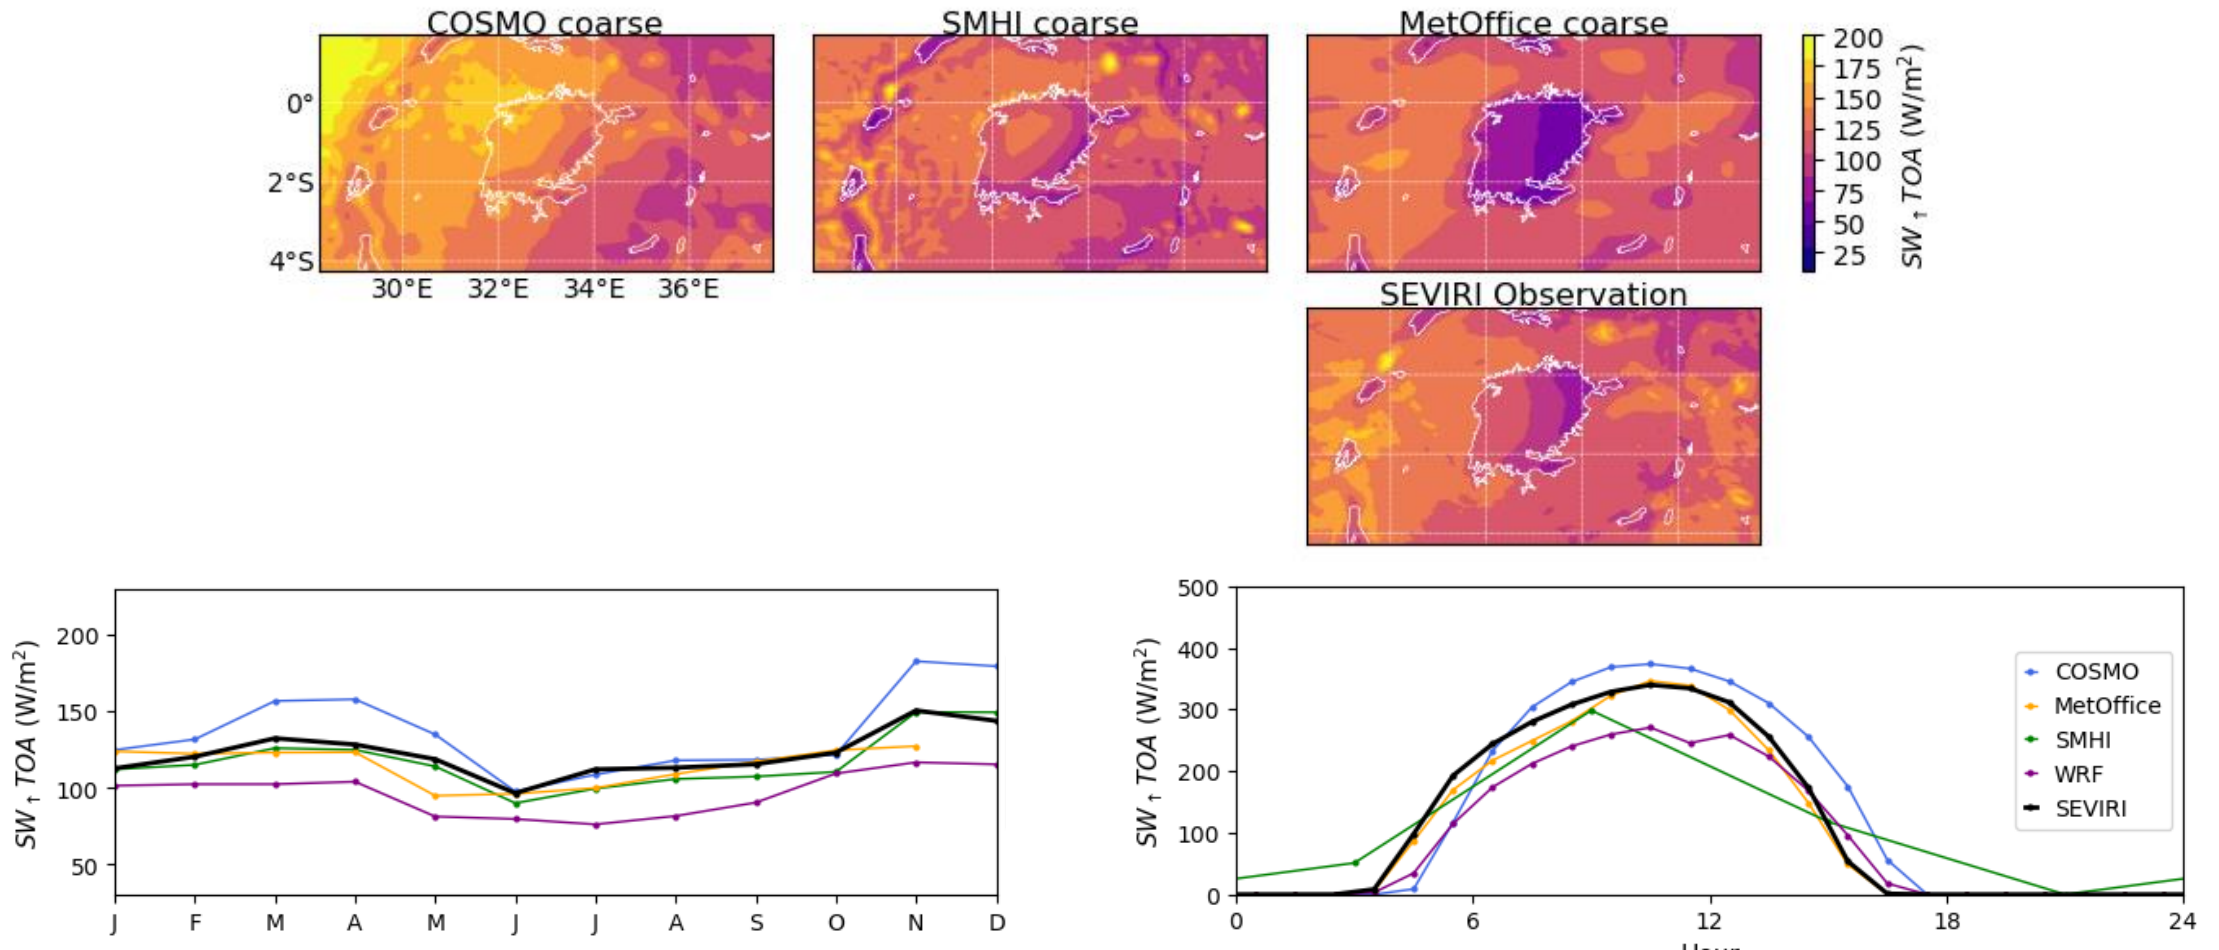 COSMO coarse
SMHI coarse
MetOffice coarse
0°
2°S
4°S
30°E 32°E 34°E 36°E
200
175
150
125
100
75
50
25
SW↑TOA (W/m²)
SEVIRI Observation
SW↑TOA (W/m²)
200
150
100
50
J F M A M J J A S O N D
SW↑TOA (W/m²)
500
400
300
200
100
0
COSMO
MetOffice
SMHI
WRF
SEVIRI
0 6 12 18 24
Hour